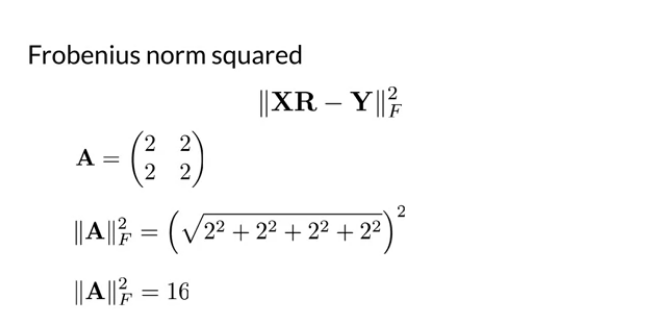 Frobenius norm squared
‖XR − Y‖²_F
A = (2 2
2 2)
‖A‖²_F = (√(2² + 2² + 2² + 2²))²
‖A‖²_F = 16